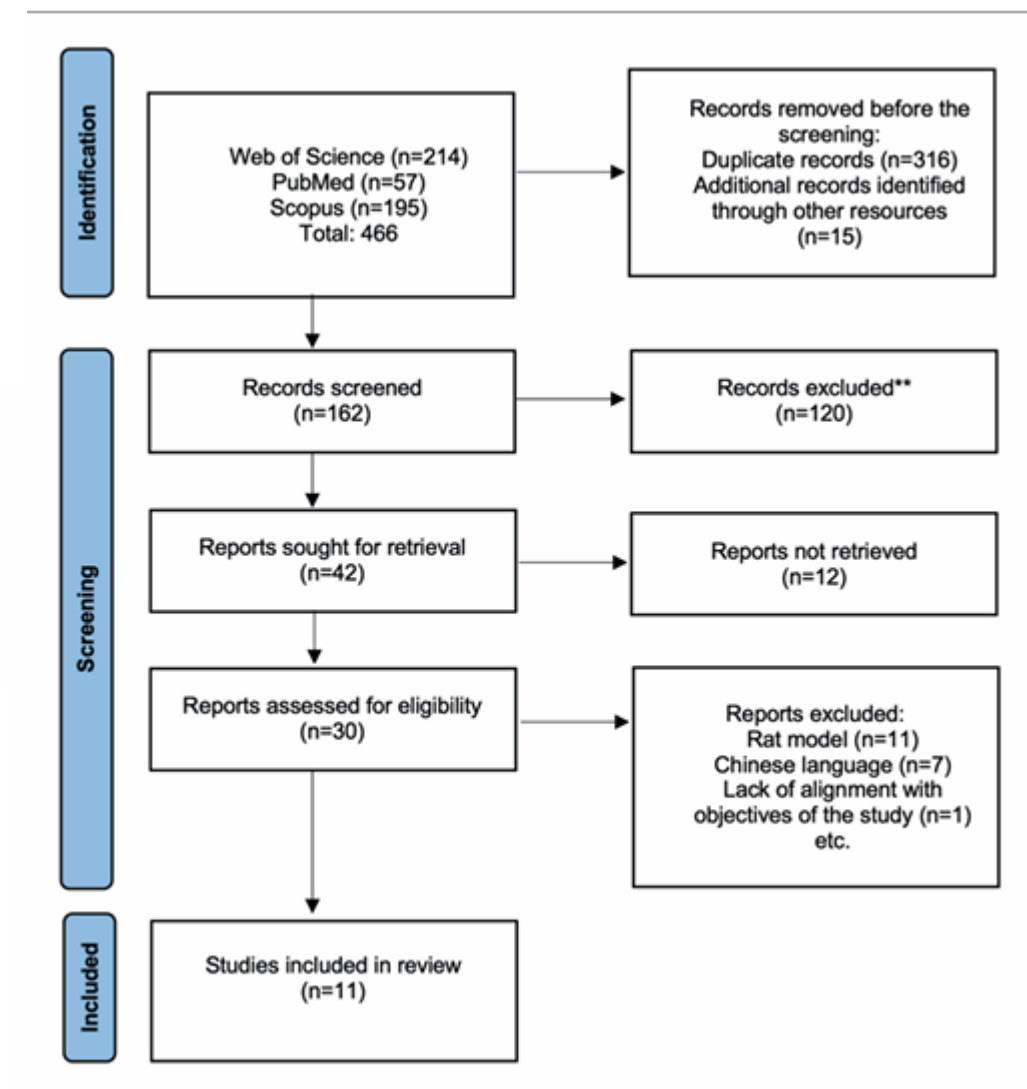 Identification
Web of Science (n=214)
PubMed (n=57)
Scopus (n=195)
Total: 466
Records removed before the
screening:
Duplicate records (n=316)
Additional records identified
through other resources
(n=15)
Screening
Records screened
(n=162)
Records excluded**
(n=120)
Reports sought for retrieval
(n=42)
Reports not retrieved
(n=12)
Reports assessed for eligibility
(n=30)
Reports excluded:
Rat model (n=11)
Chinese language (n=7)
Lack of alignment with
objectives of the study (n=1)
etc.
Included
Studies included in review
(n=11)